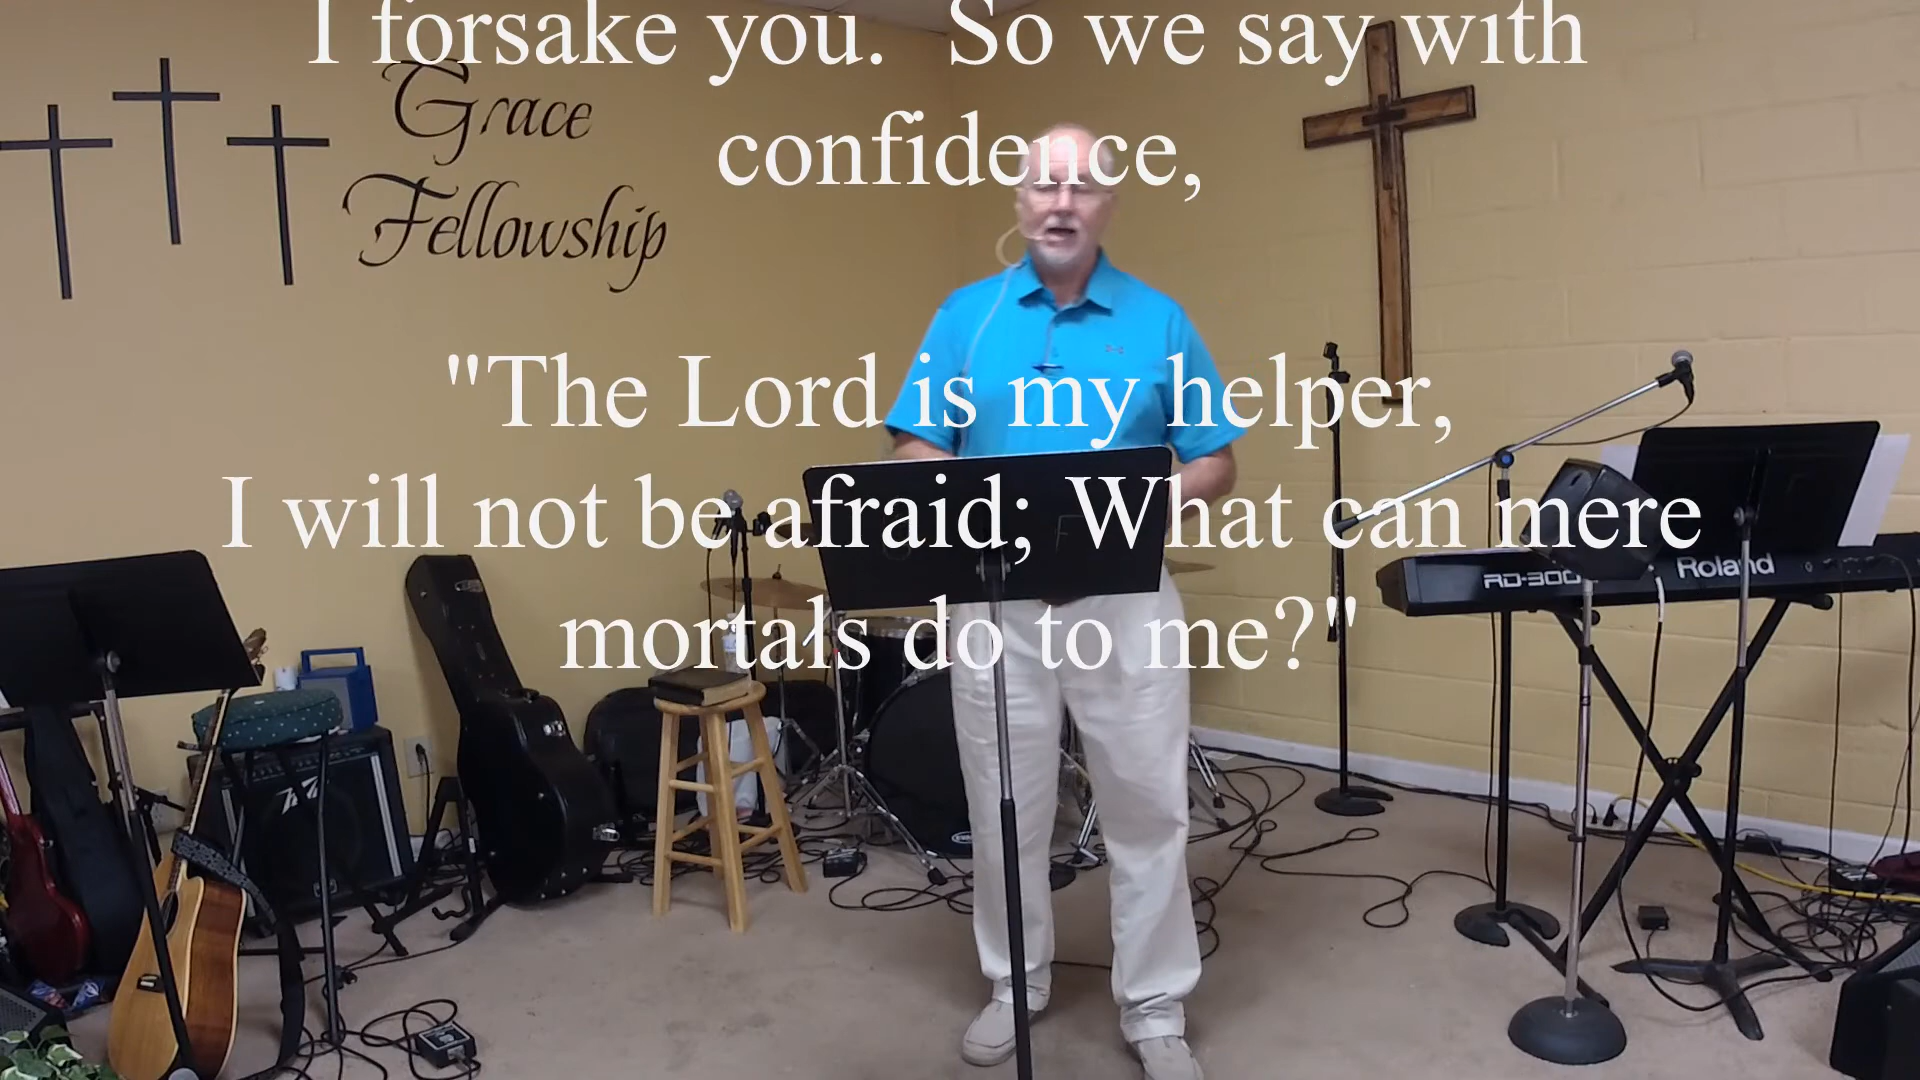 I forsake you.  So we say with
confidence,
"The Lord is my helper,
I will not be afraid; What can mere
mortals do to me?"
Grace
Fellowship
RD-300
Roland